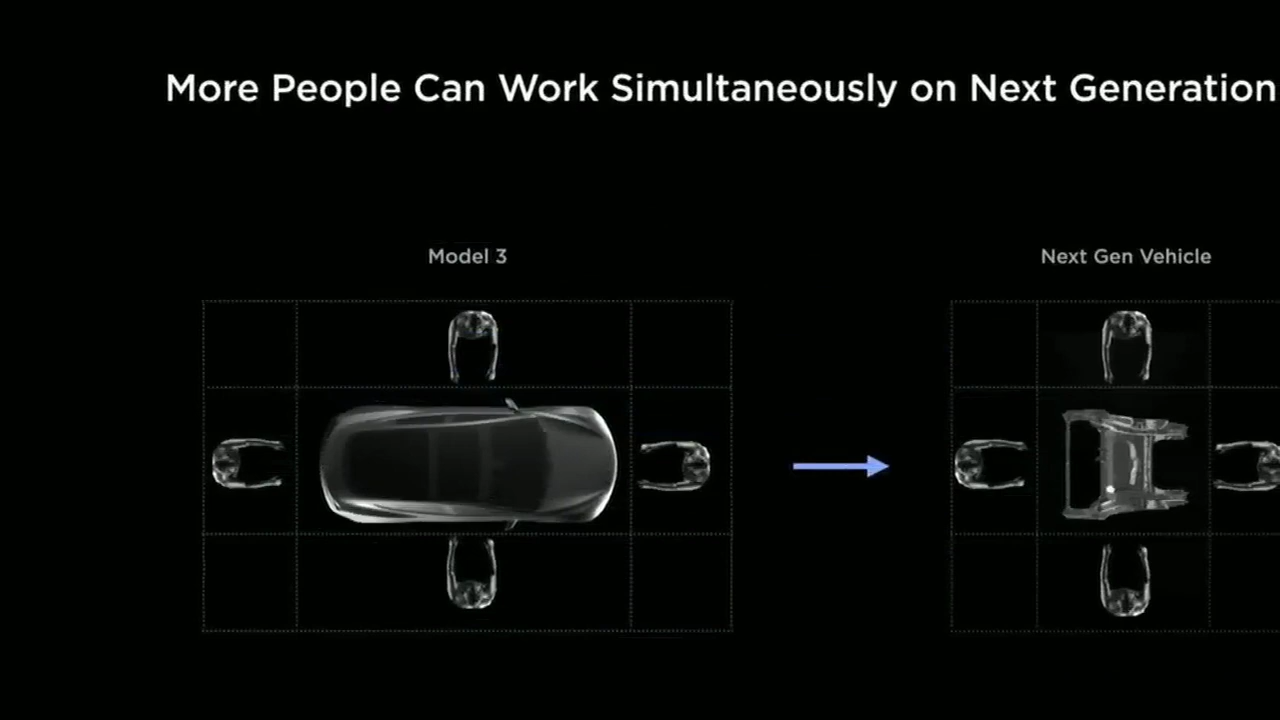 More People Can Work Simultaneously on Next Generation
Model 3
Next Gen Vehicle